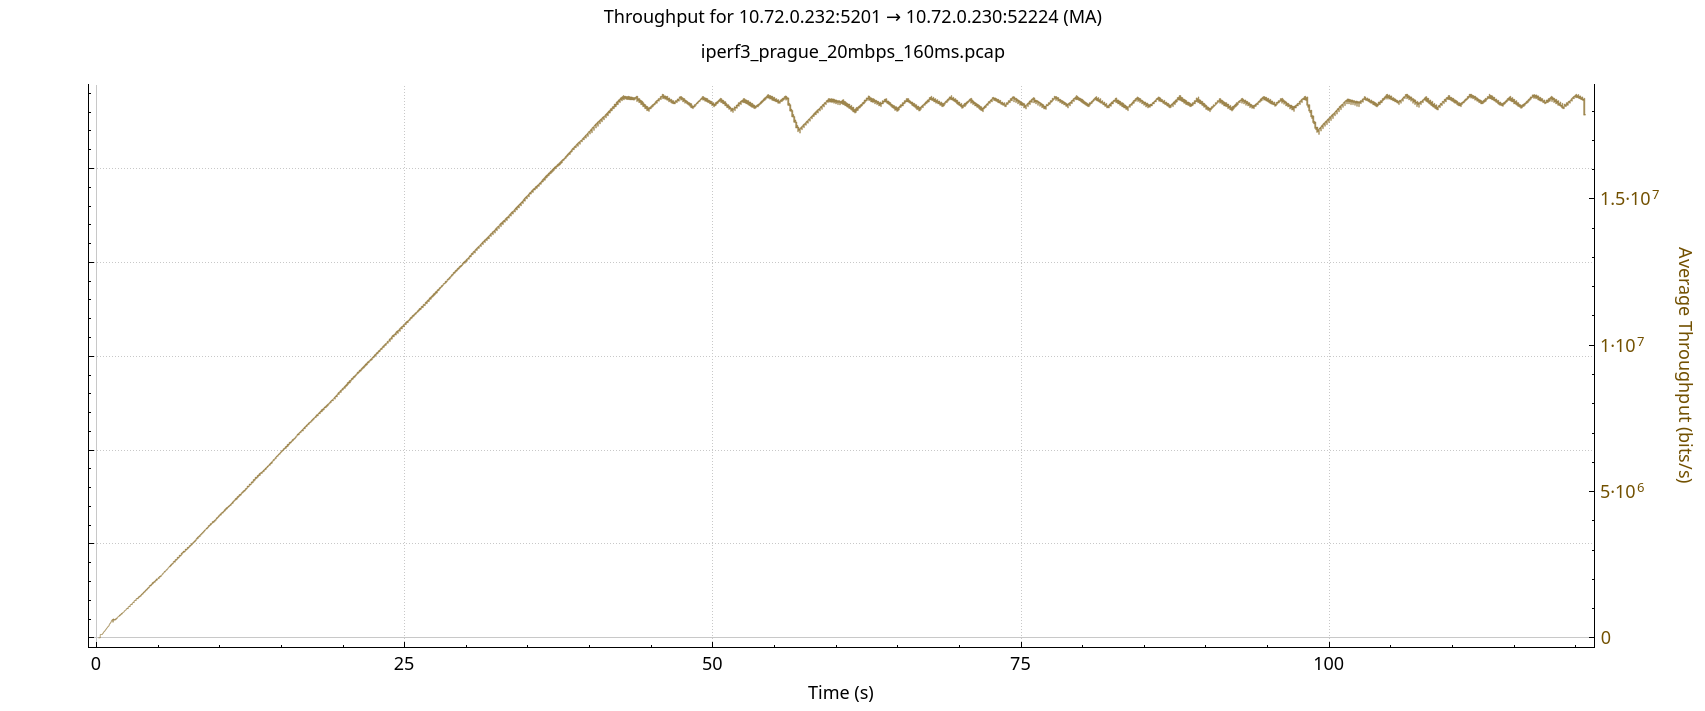 Throughput for 10.72.0.232:5201 → 10.72.0.230:52224 (MA)
iperf3_prague_20mbps_160ms.pcap
1.5·10⁷
1·10⁷
5·10⁶
0
Average Throughput (bits/s)
0 25 50 75 100
Time (s)